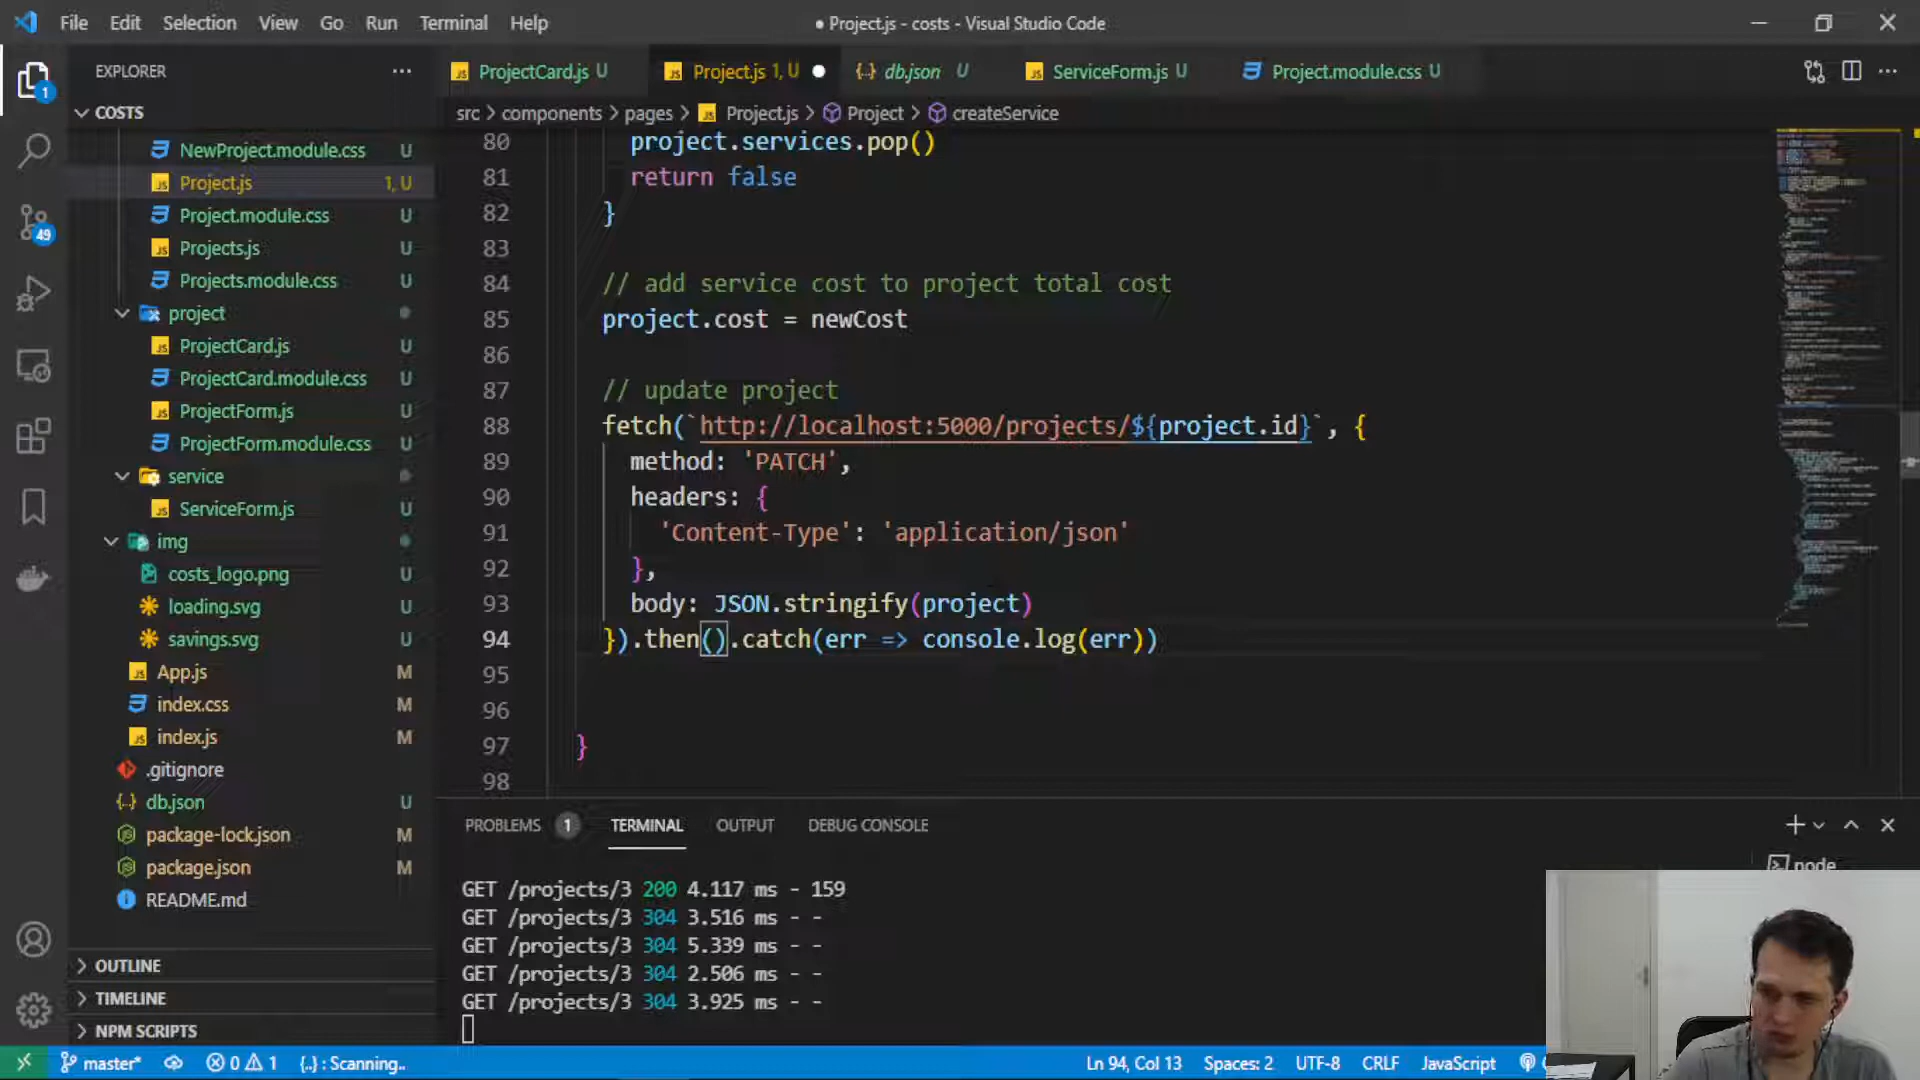 File Edit Selection View Go Run Terminal Help
● Project.js - costs - Visual Studio Code
EXPLORER
COSTS
NewProject.module.css U
Project.js 1, U
Project.module.css U
Projects.js U
Projects.module.css U
project
ProjectCard.js U
ProjectCard.module.css U
ProjectForm.js U
ProjectForm.module.css U
service
ServiceForm.js U
img
costs_logo.png U
loading.svg U
savings.svg U
App.js M
index.css M
index.js M
.gitignore
db.json U
package-lock.json M
package.json M
README.md U
OUTLINE
TIMELINE
NPM SCRIPTS
1
49
ProjectCard.js U
Project.js 1, U
db.json U
ServiceForm.js U
Project.module.css U
src > components > pages > Project.js > Project > createService
80 project.services.pop()
81 return false
82 }
83
84 // add service cost to project total cost
85 project.cost = newCost
86
87 // update project
88 fetch(`http://localhost:5000/projects/${project.id}`, {
89 method: 'PATCH',
90 headers: {
91 'Content-Type': 'application/json'
92 },
93 body: JSON.stringify(project)
94 }).then().catch(err => console.log(err))
95
96
97 }
98
PROBLEMS 1 TERMINAL OUTPUT DEBUG CONSOLE
node
GET /projects/3 200 4.117 ms - 159
GET /projects/3 304 3.516 ms - -
GET /projects/3 304 5.339 ms - -
GET /projects/3 304 2.506 ms - -
GET /projects/3 304 3.925 ms - -
master* 0 1 {..} : Scanning.. Ln 94, Col 13 Spaces: 2 UTF-8 CRLF JavaScript